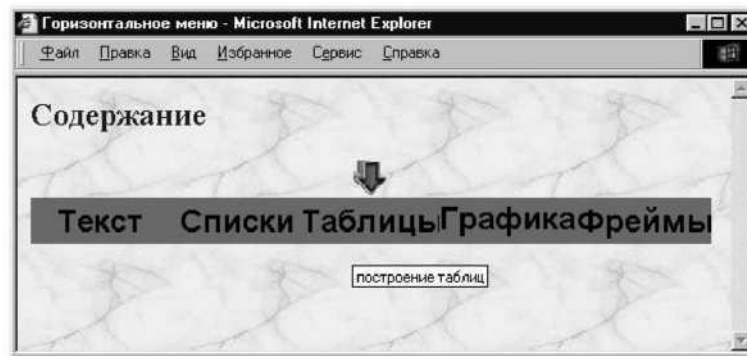 Горизонтальное меню - Microsoft Internet Explorer
Файл Правка Вид Избранное Сервис Справка
Содержание
Текст Списки Таблицы Графика Фреймы
построение таблиц